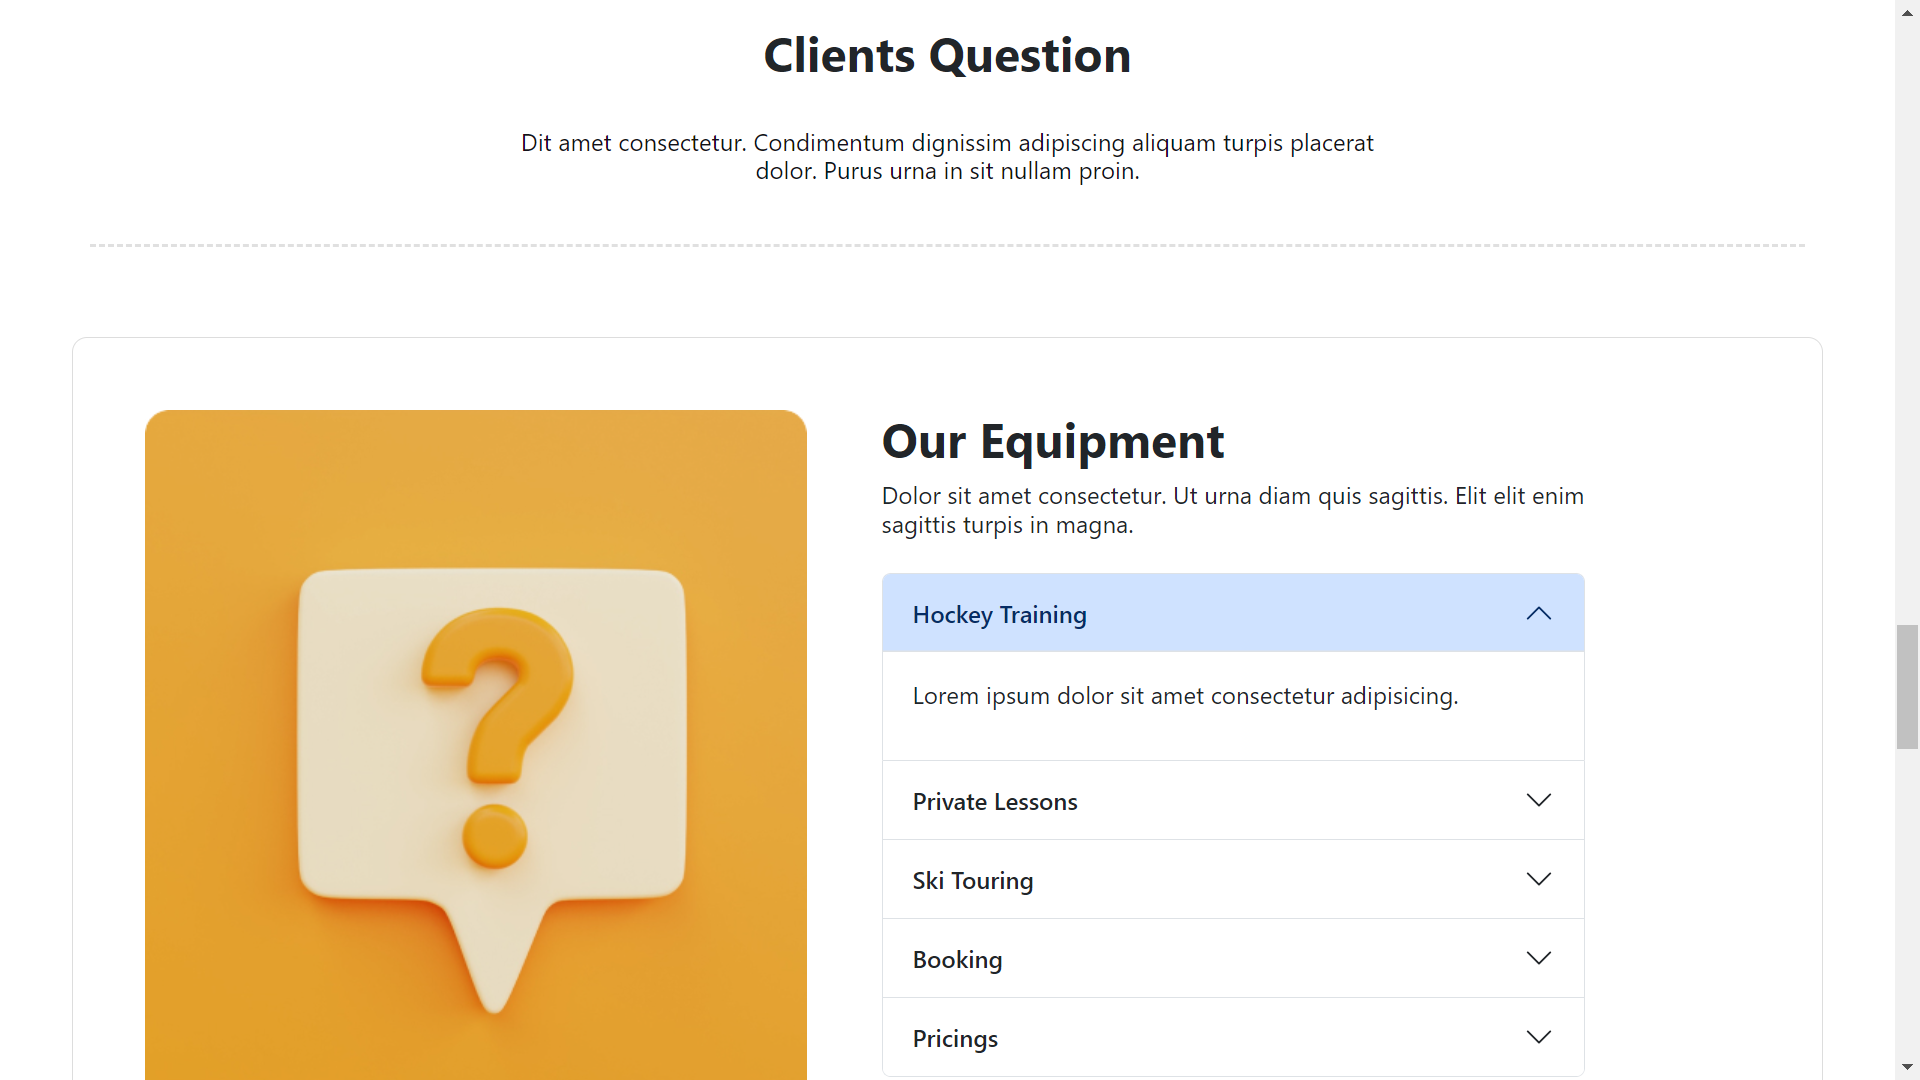 Clients Question
Dit amet consectetur. Condimentum dignissim adipiscing aliquam turpis placerat
dolor. Purus urna in sit nullam proin.
?
Our Equipment
Dolor sit amet consectetur. Ut urna diam quis sagittis. Elit elit enim
sagittis turpis in magna.
Hockey Training
Lorem ipsum dolor sit amet consectetur adipisicing.
Private Lessons
Ski Touring
Booking
Pricings